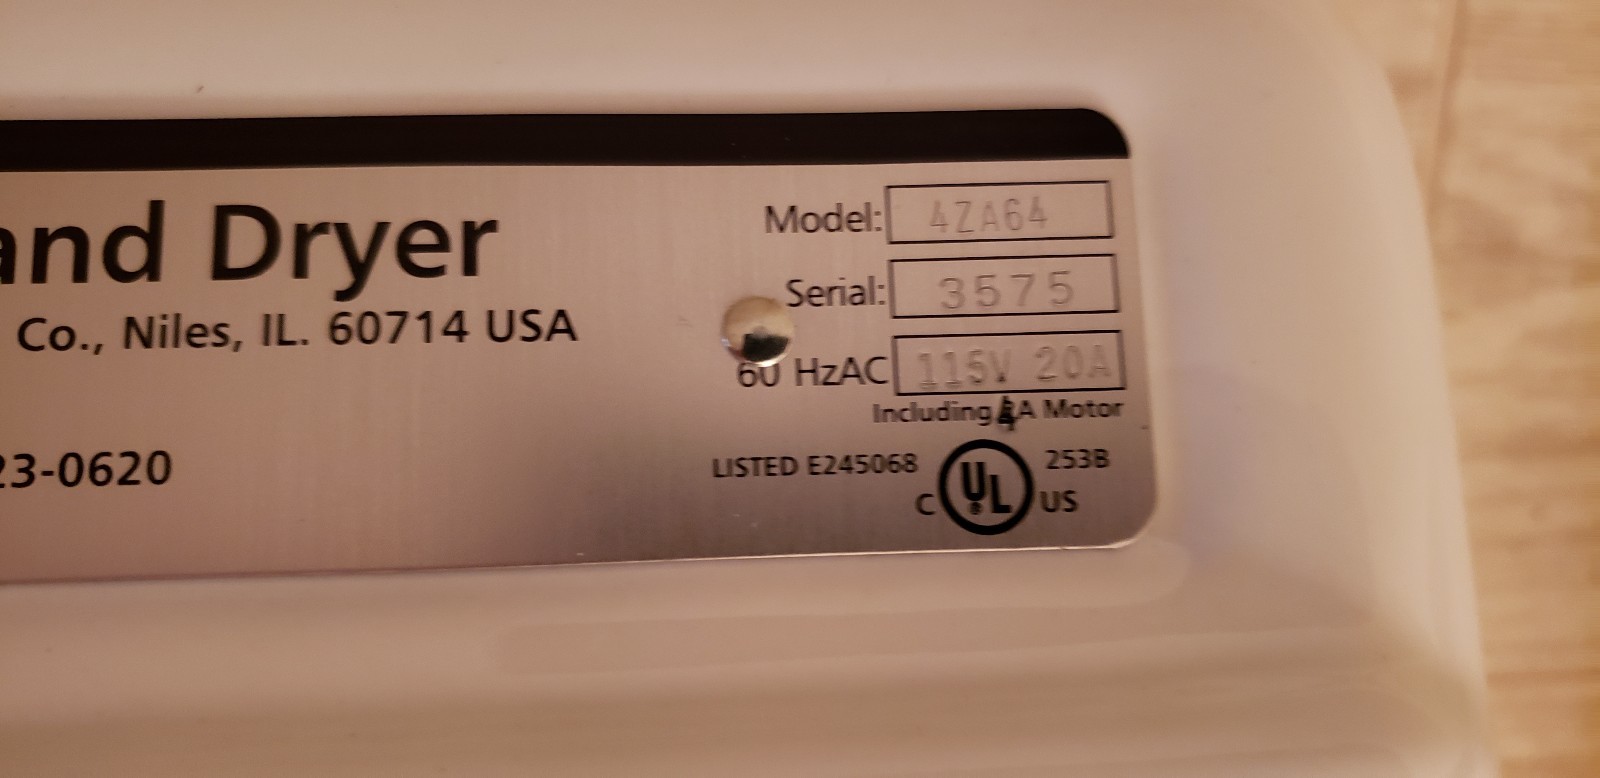 and Dryer
Co., Niles, IL. 60714 USA
23-0620
Model: 4ZA64
Serial: 3575
60 HzAC 115V 20A
Including A Motor
LISTED E245068
C UL US
253B